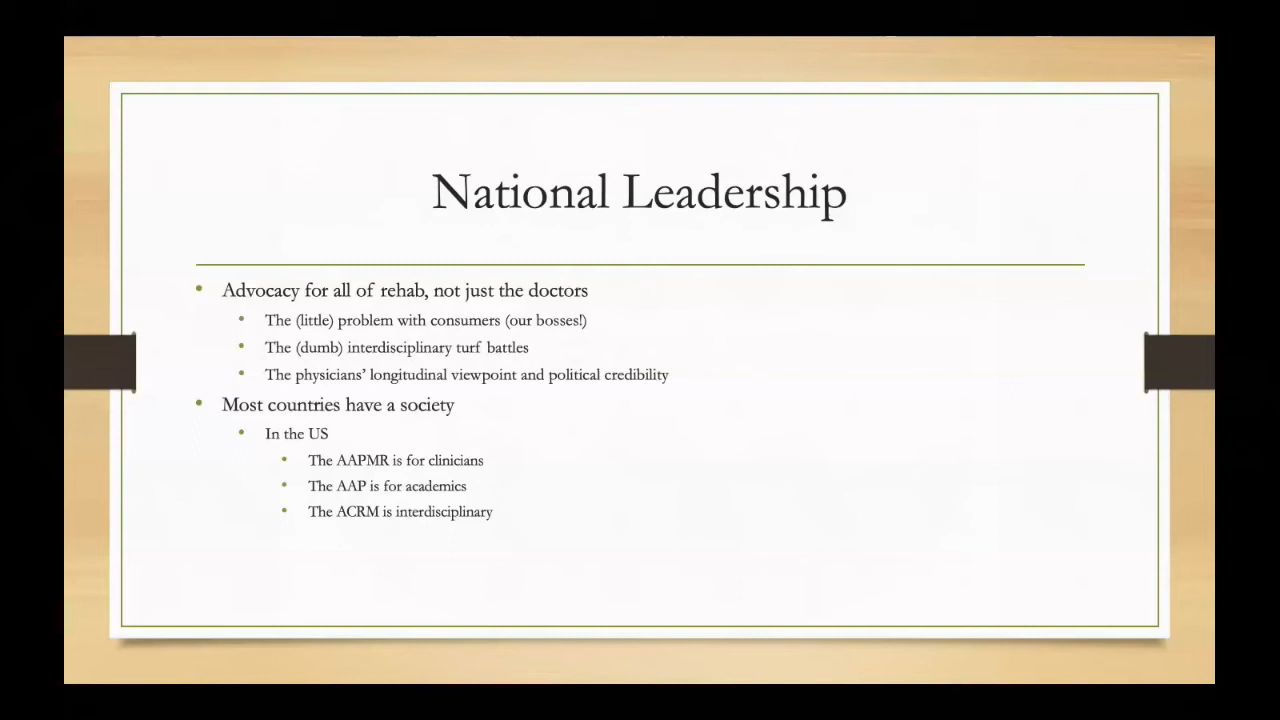 National Leadership
Advocacy for all of rehab, not just the doctors
The (little) problem with consumers (our bosses!)
The (dumb) interdisciplinary turf battles
The physicians’ longitudinal viewpoint and political credibility
Most countries have a society
In the US
The AAPMR is for clinicians
The AAP is for academics
The ACRM is interdisciplinary